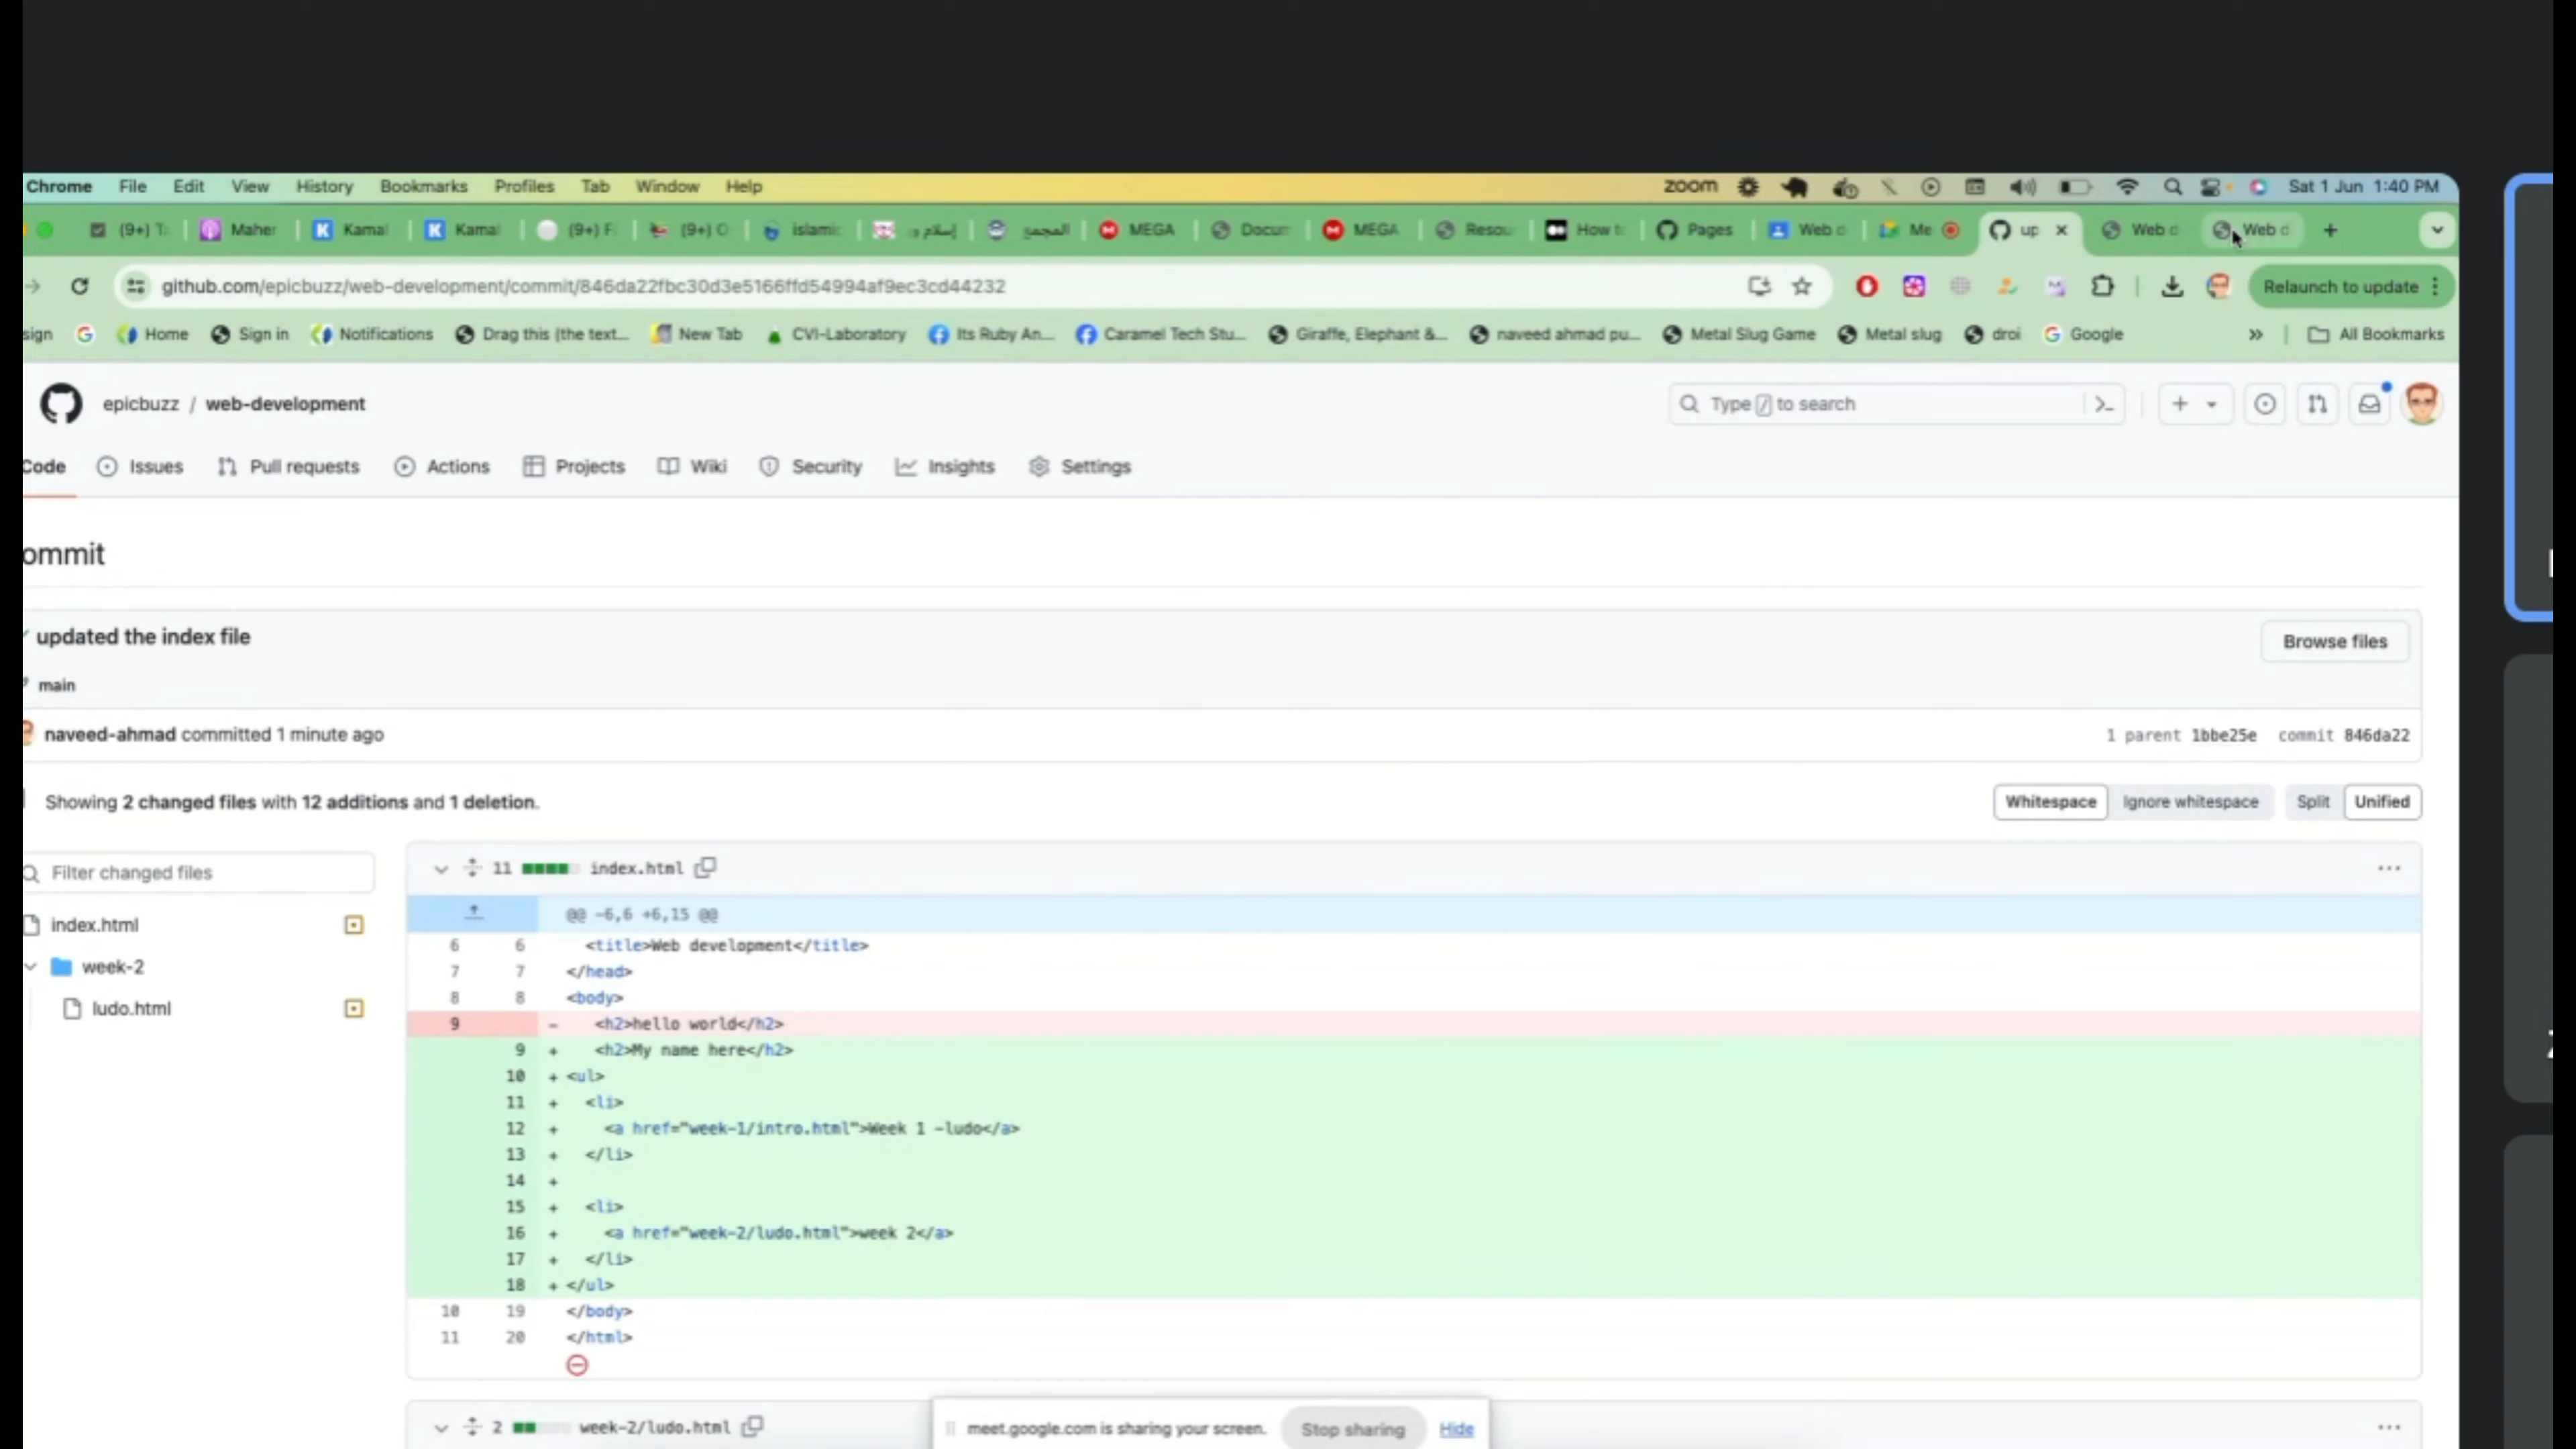 Chrome File Edit View History Bookmarks Profiles Tab Window Help zoom Sat 1 Jun 1:40 PM
(9+) T Maher Kamal Kamal (9+) F (9+) O islamic إسلام و المجمع MEGA Docum MEGA Resou How t Pages Web d Me up Web d Web d
github.com/epicbuzz/web-development/commit/846da22fbc30d3e5166ffd54994af9ec3cd44232 Relaunch to update
sign Home Sign in Notifications Drag this (the text... New Tab CVI-Laboratory Its Ruby An... Caramel Tech Stu... Giraffe, Elephant &... naveed ahmad pu... Metal Slug Game Metal slug droi Google » All Bookmarks
epicbuzz / web-development Type / to search
Code Issues Pull requests Actions Projects Wiki Security Insights Settings
ommit
updated the index file Browse files
main
naveed-ahmad committed 1 minute ago 1 parent 1bbe25e commit 846da22
Showing 2 changed files with 12 additions and 1 deletion. Whitespace Ignore whitespace Split Unified
Filter changed files
index.html
week-2
ludo.html
11 index.html
@@ -6,6 +6,15 @@
6 6 <title>Web development</title>
7 7 </head>
8 8 <body>
9 - <h2>hello world</h2>
9 + <h2>My name here</h2>
10 + <ul>
11 + <li>
12 + <a href="week-1/intro.html">Week 1 -ludo</a>
13 + </li>
14 +
15 + <li>
16 + <a href="week-2/ludo.html">week 2</a>
17 + </li>
18 + </ul>
10 19 </body>
11 20 </html>
2 week-2/ludo.html
meet.google.com is sharing your screen. Stop sharing Hide